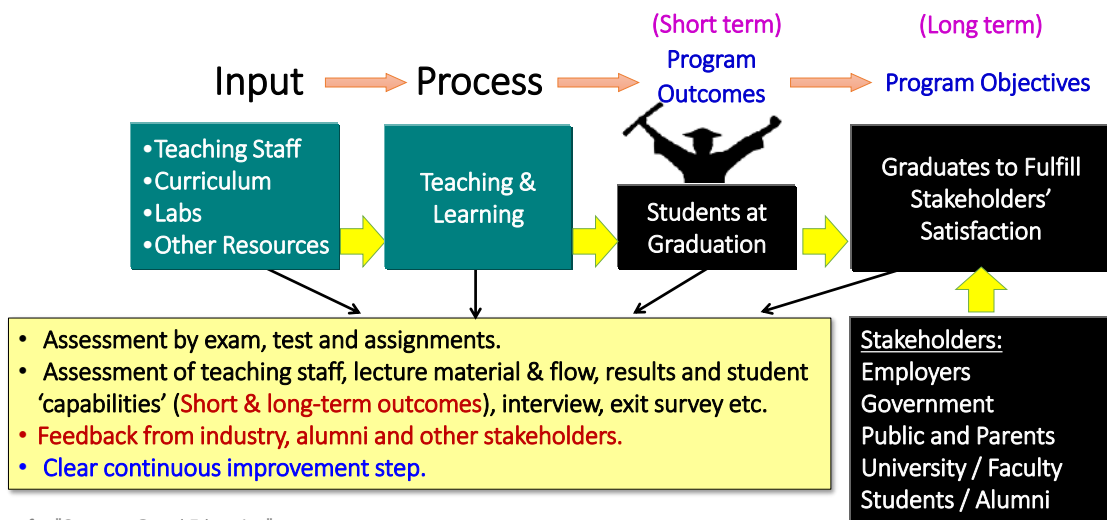 (Short term)
(Long term)
Input
Process
Program
Outcomes
Program Objectives
•Teaching Staff
•Curriculum
•Labs
•Other Resources
Teaching &
Learning
Students at
Graduation
Graduates to Fulfill
Stakeholders'
Satisfaction
• Assessment by exam, test and assignments.
• Assessment of teaching staff, lecture material & flow, results and student
'capabilities' (Short & long-term outcomes), interview, exit survey etc.
• Feedback from industry, alumni and other stakeholders.
• Clear continuous improvement step.
Stakeholders:
Employers
Government
Public and Parents
University / Faculty
Students / Alumni